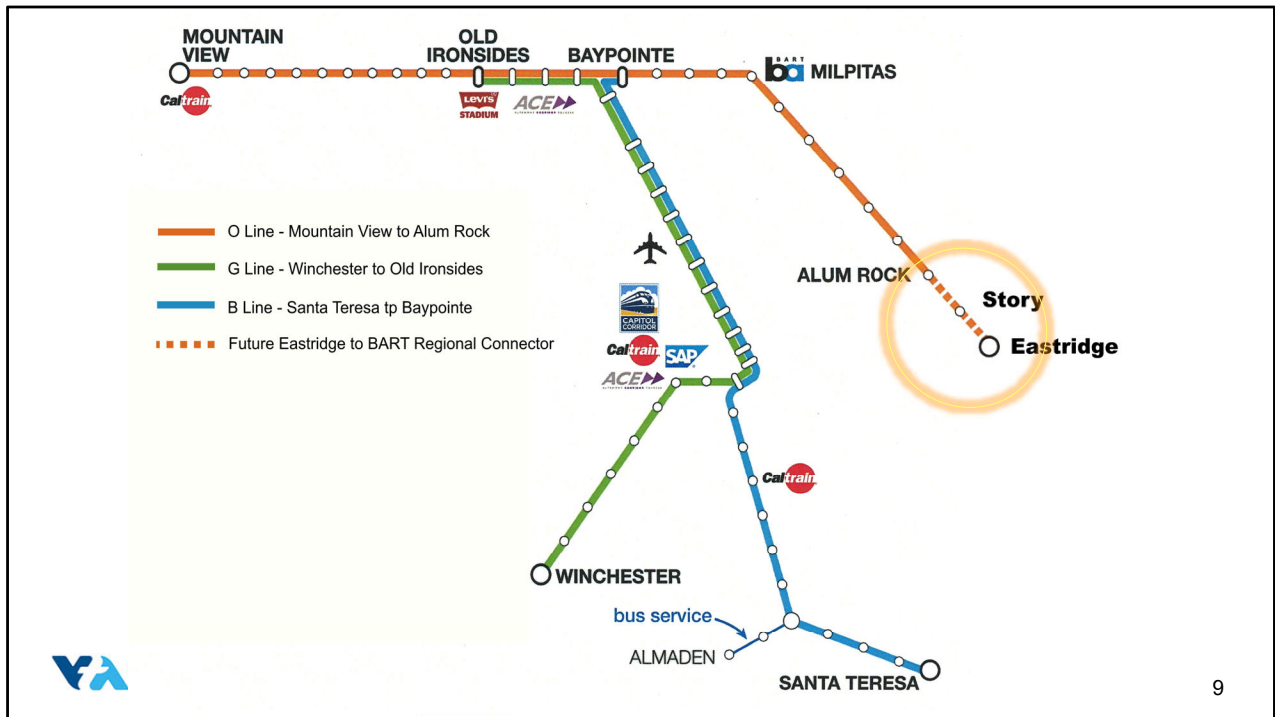 MOUNTAIN
VIEW
OLD
IRONSIDES
BAYPOINTE
BART
ba
MILPITAS
Caltrain
LEVI'S
STADIUM
ACE
O Line - Mountain View to Alum Rock
G Line - Winchester to Old Ironsides
B Line - Santa Teresa tp Baypointe
Future Eastridge to BART Regional Connector
ALUM ROCK
Story
Eastridge
CAPITOL
CORRIDOR
Caltrain
SAP
ACE
Caltrain
WINCHESTER
bus service
ALMADEN
SANTA TERESA
VTA
9